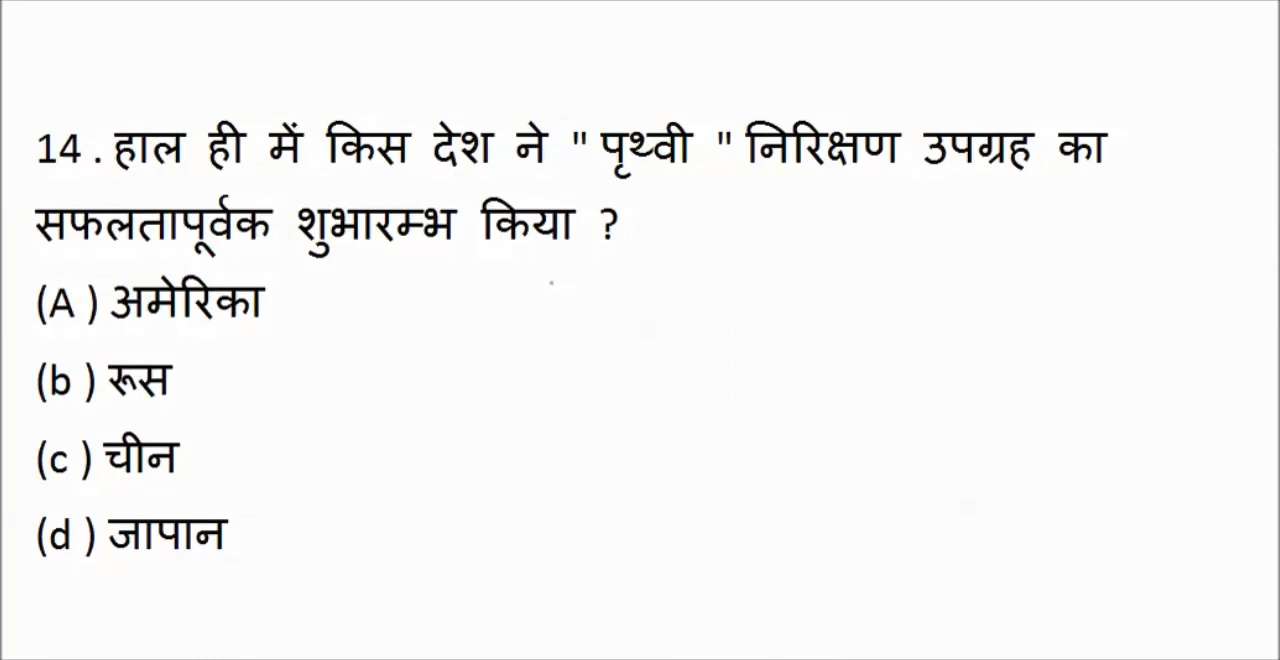 14 . हाल ही में किस देश ने " पृथ्वी " निरिक्षण उपग्रह का
सफलतापूर्वक शुभारम्भ किया ?
(A ) अमेरिका
(b ) रूस
(c ) चीन
(d ) जापान